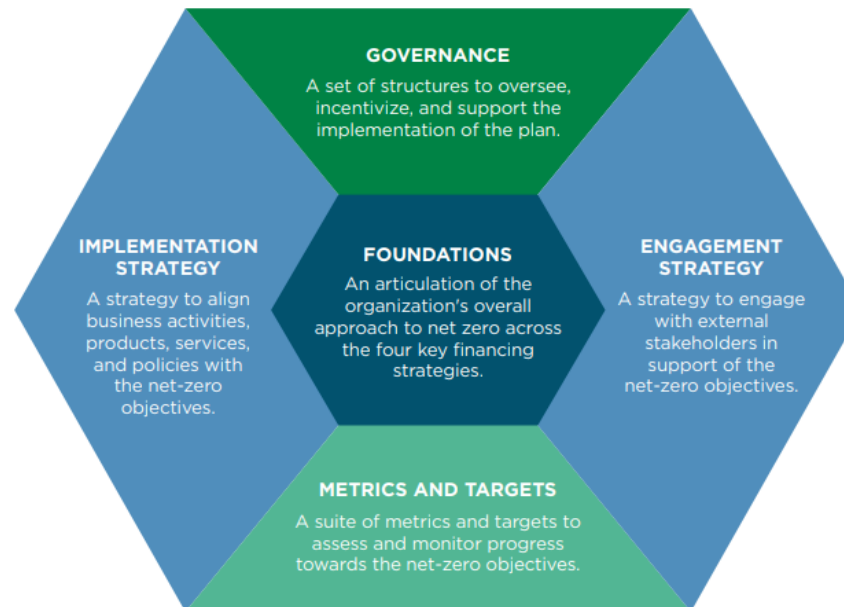 GOVERNANCE
A set of structures to oversee,
incentivize, and support the
implementation of the plan.
IMPLEMENTATION
STRATEGY
A strategy to align
business activities,
products, services,
and policies with
the net-zero
objectives.
FOUNDATIONS
An articulation of the
organization's overall
approach to net zero across
the four key financing
strategies.
ENGAGEMENT
STRATEGY
A strategy to engage
with external
stakeholders in
support of the
net-zero objectives.
METRICS AND TARGETS
A suite of metrics and targets to
assess and monitor progress
towards the net-zero objectives.